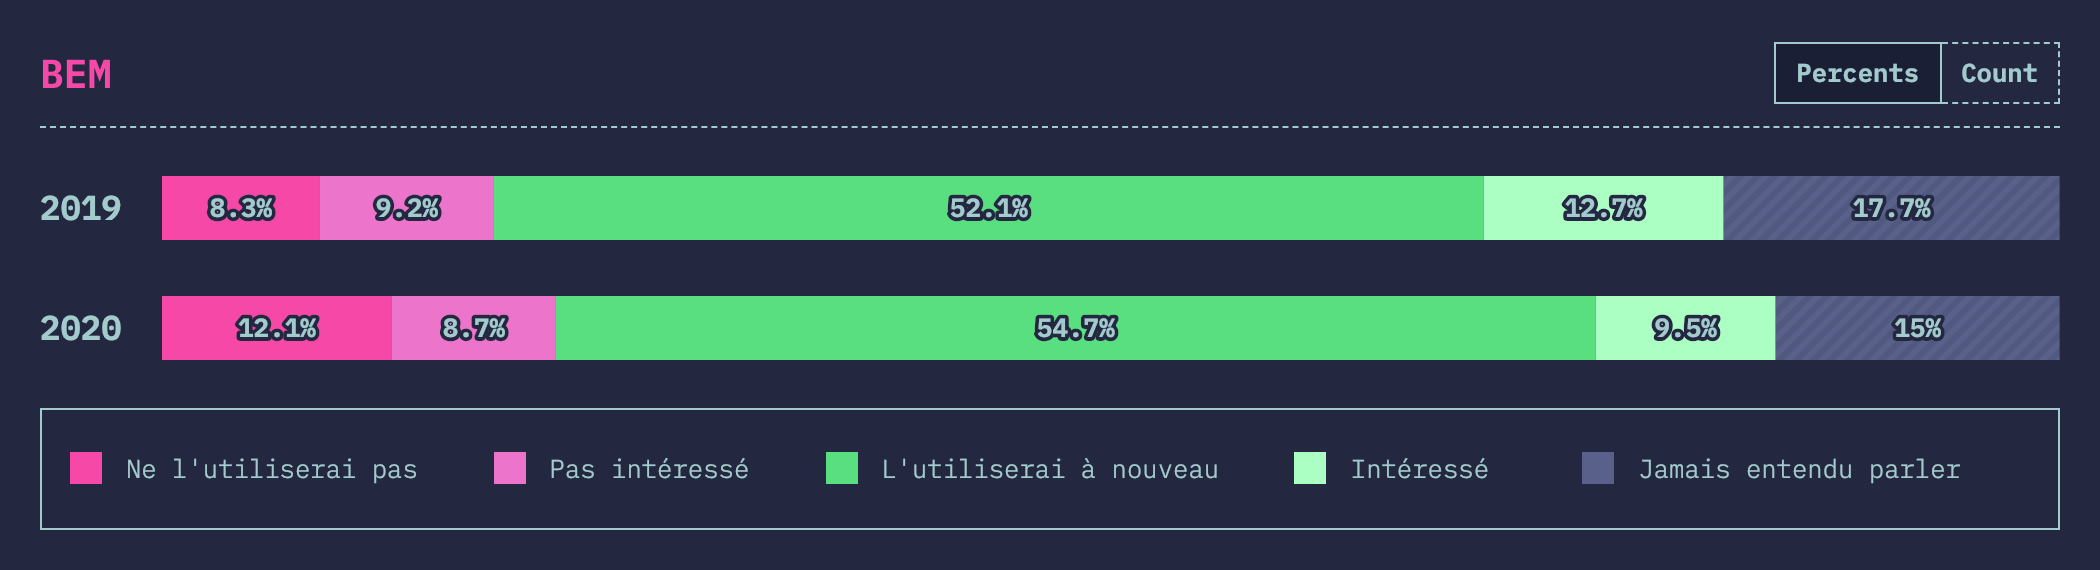 BEM
Percents Count
2019 8.3% 9.2% 52.1% 12.7% 17.7%
2020 12.1% 8.7% 54.7% 9.5% 15%
Ne l'utiliserai pas Pas intéressé L'utiliserai à nouveau Intéressé Jamais entendu parler